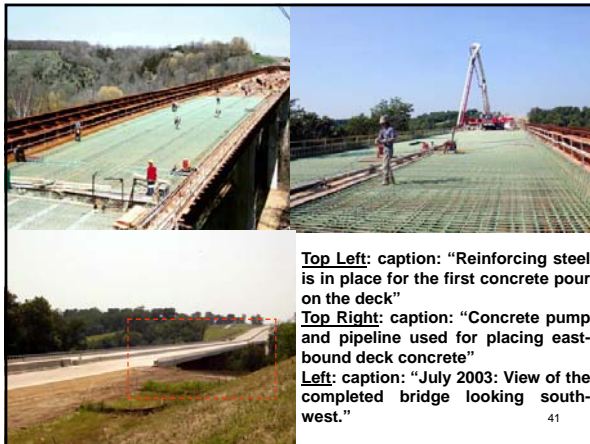 Top Left: caption: “Reinforcing steel
is in place for the first concrete pour
on the deck”
Top Right: caption: “Concrete pump
and pipeline used for placing east-
bound deck concrete”
Left: caption: “July 2003: View of the
completed bridge looking south-
west.”
41